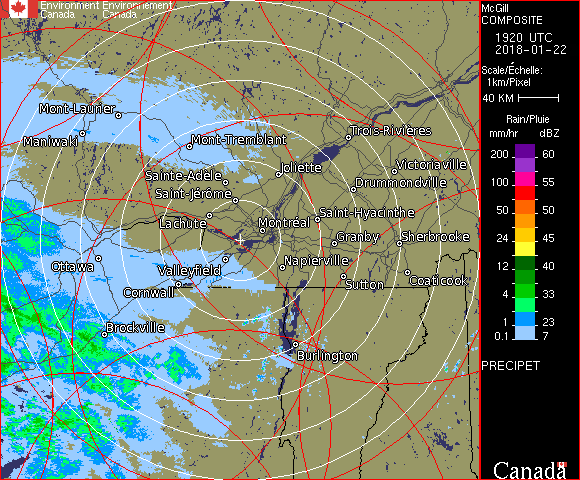 Environment Environnement
Canada Canada
McGill
COMPOSITE
1920 UTC
2018-01-22
Scale/Échelle:
1km/Pixel
40 KM
Rain/Pluie
mm/hr dBZ
200 60
100 55
50 50
24 45
12 40
4 33
1 23
0.1 7
PRECIPET
Canada
Mont-Laurier
Maniwaki
Mont-Tremblant
Trois-Rivières
Sainte-Adèle
Joliette
Victoriaville
Saint-Jérôme
Drummondville
Lachute
Montréal
Saint-Hyacinthe
Granby
Sherbrooke
Ottawa
Valleyfield
Napierville
Cornwall
Sutton
Coaticook
Brockville
Burlington